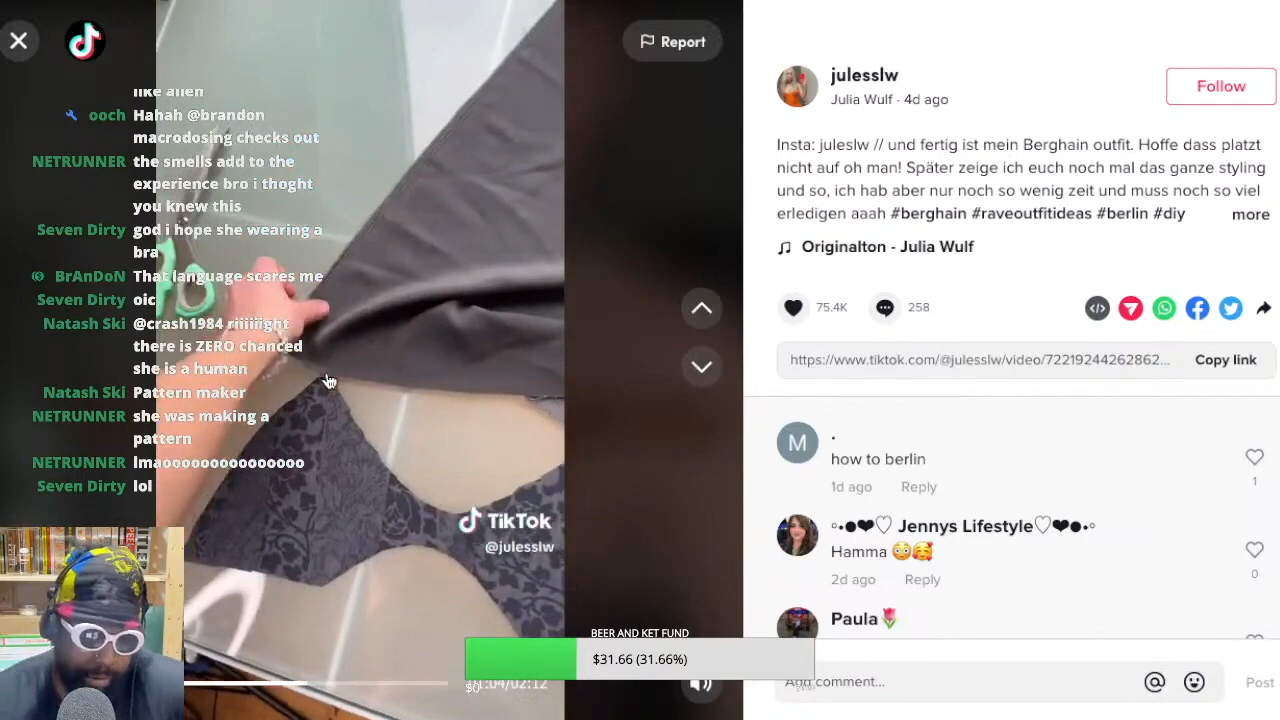 Report
like alien
ooch Hahah @brandon
macrodosing checks out
NETRUNNER the smells add to the
experience bro i thoght
you knew this
Seven Dirty god i hope she wearing a
bra
BrAnDoN That language scares me
Seven Dirty oic
Natash Ski @crash1984 riiiiight
there is ZERO chanced
she is a human
Natash Ski Pattern maker
NETRUNNER she was making a
pattern
NETRUNNER lmaooooooooooooooo
Seven Dirty lol
TikTok
@julesslw
BEER AND KET FUND
$31.66 (31.66%)
$0
1:04/02:12
julesslw
Julia Wulf · 4d ago
Follow
Insta: juleslw // und fertig ist mein Berghain outfit. Hoffe dass platzt
nicht auf oh man! Später zeige ich euch noch mal das ganze styling
und so, ich hab aber nur noch so wenig zeit und muss noch so viel
erledigen aaah #berghain #raveoutfitideas #berlin #diy more
Originalton - Julia Wulf
75.4K 258
https://www.tiktok.com/@julesslw/video/72219244262862... Copy link
M
.
how to berlin
1d ago Reply
1
◦•●❤♡ Jennys Lifestyle♡❤●•◦
Hamma 😳🥰
2d ago Reply
0
Paula🌷
Add comment...
Post